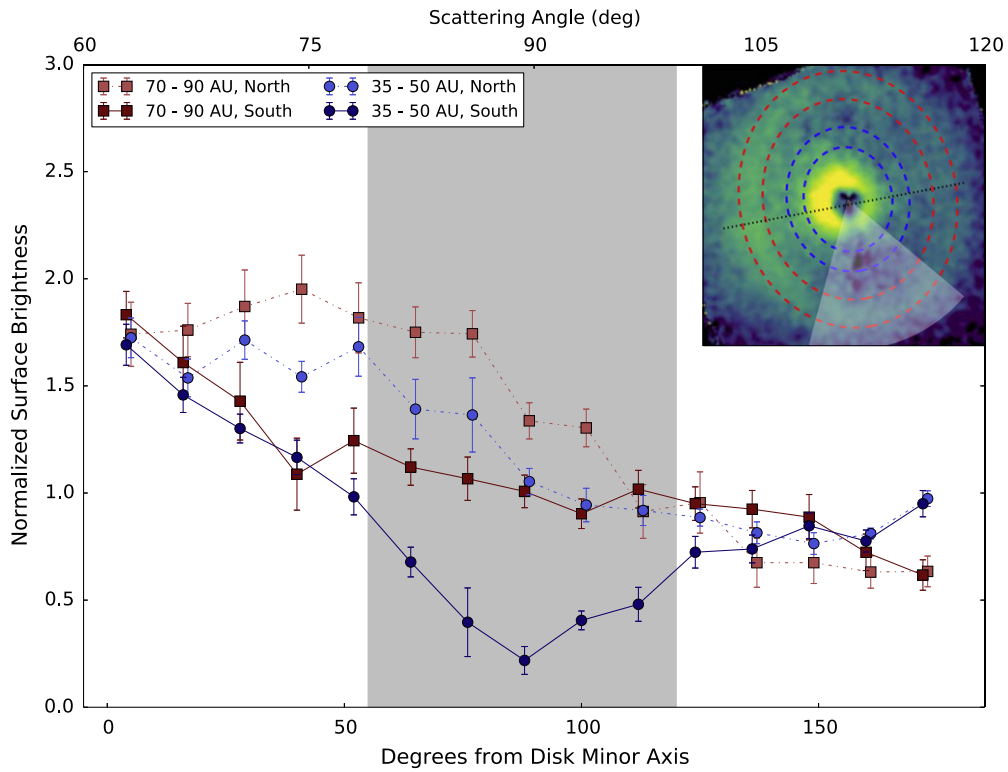 Scattering Angle (deg)
60 75 90 105 120
3.0
2.5
2.0
1.5
1.0
0.5
0.0
Normalized Surface Brightness
70 - 90 AU, North
70 - 90 AU, South
35 - 50 AU, North
35 - 50 AU, South
0 50 100 150
Degrees from Disk Minor Axis